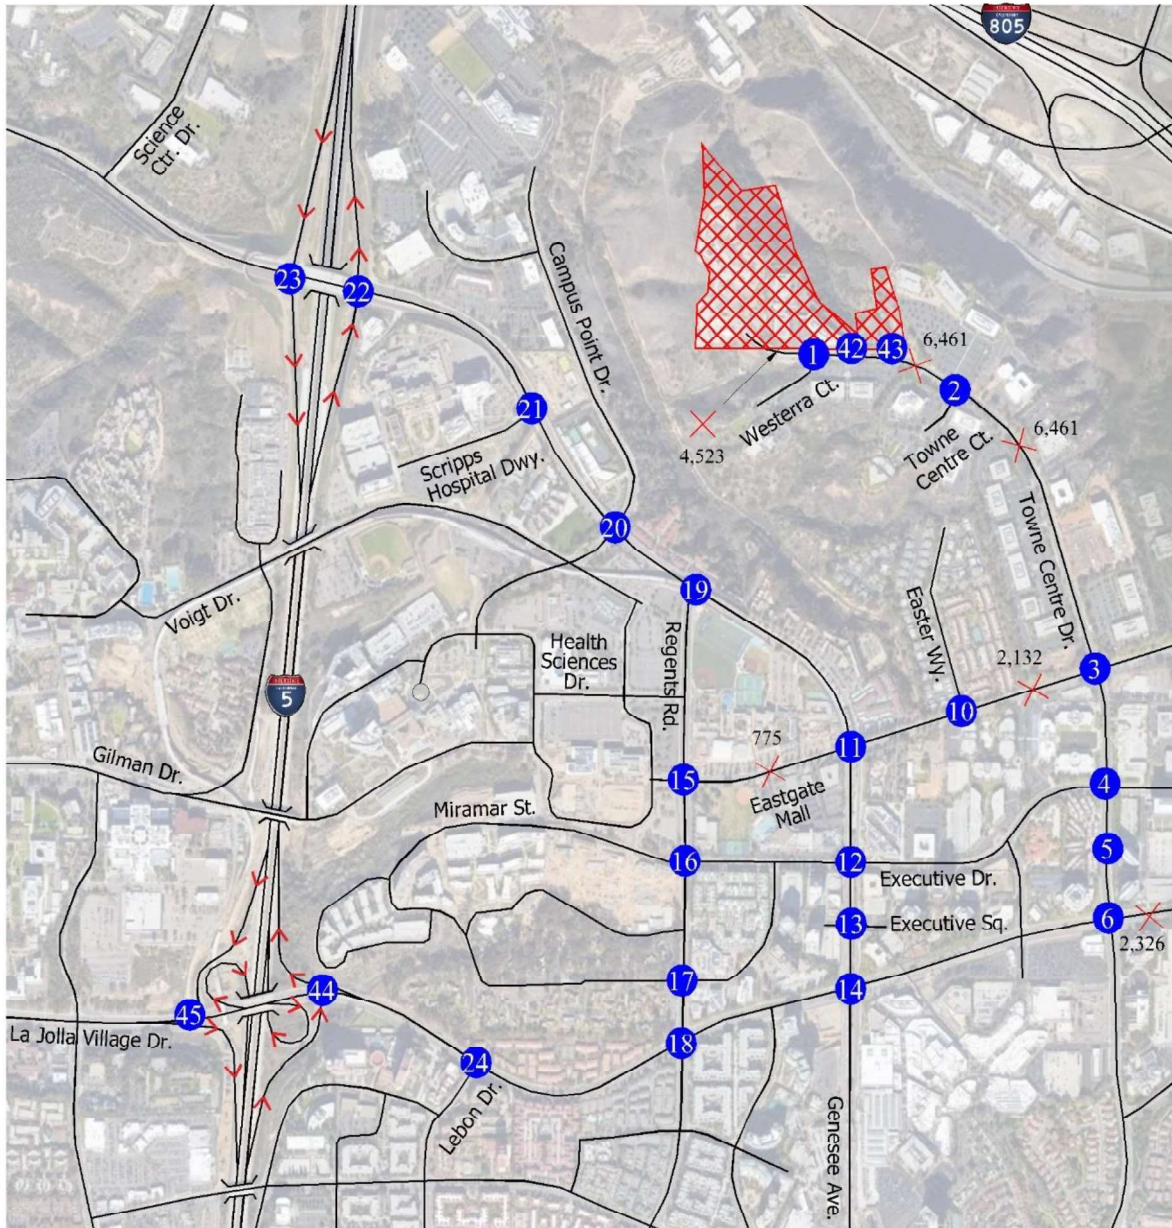 805
Science
Ctr. Dr.
23
22
Campus Point Dr.
1
42
43
6,461
2
Westerra Ct.
4,523
Towne
Centre Ct.
6,461
21
Scripps
Hospital Dwy.
20
19
Towne Centre Dr.
Voigt Dr.
Health
Sciences
Dr.
Regents Rd.
Easter Wy.
2,132
3
5
10
775
11
Gilman Dr.
15
Eastgate
Mall
4
Miramar St.
16
12
Executive Dr.
5
13
Executive Sq.
6
2,326
17
14
44
45
La Jolla Village Dr.
18
24
Lebon Dr.
Genesee Ave.